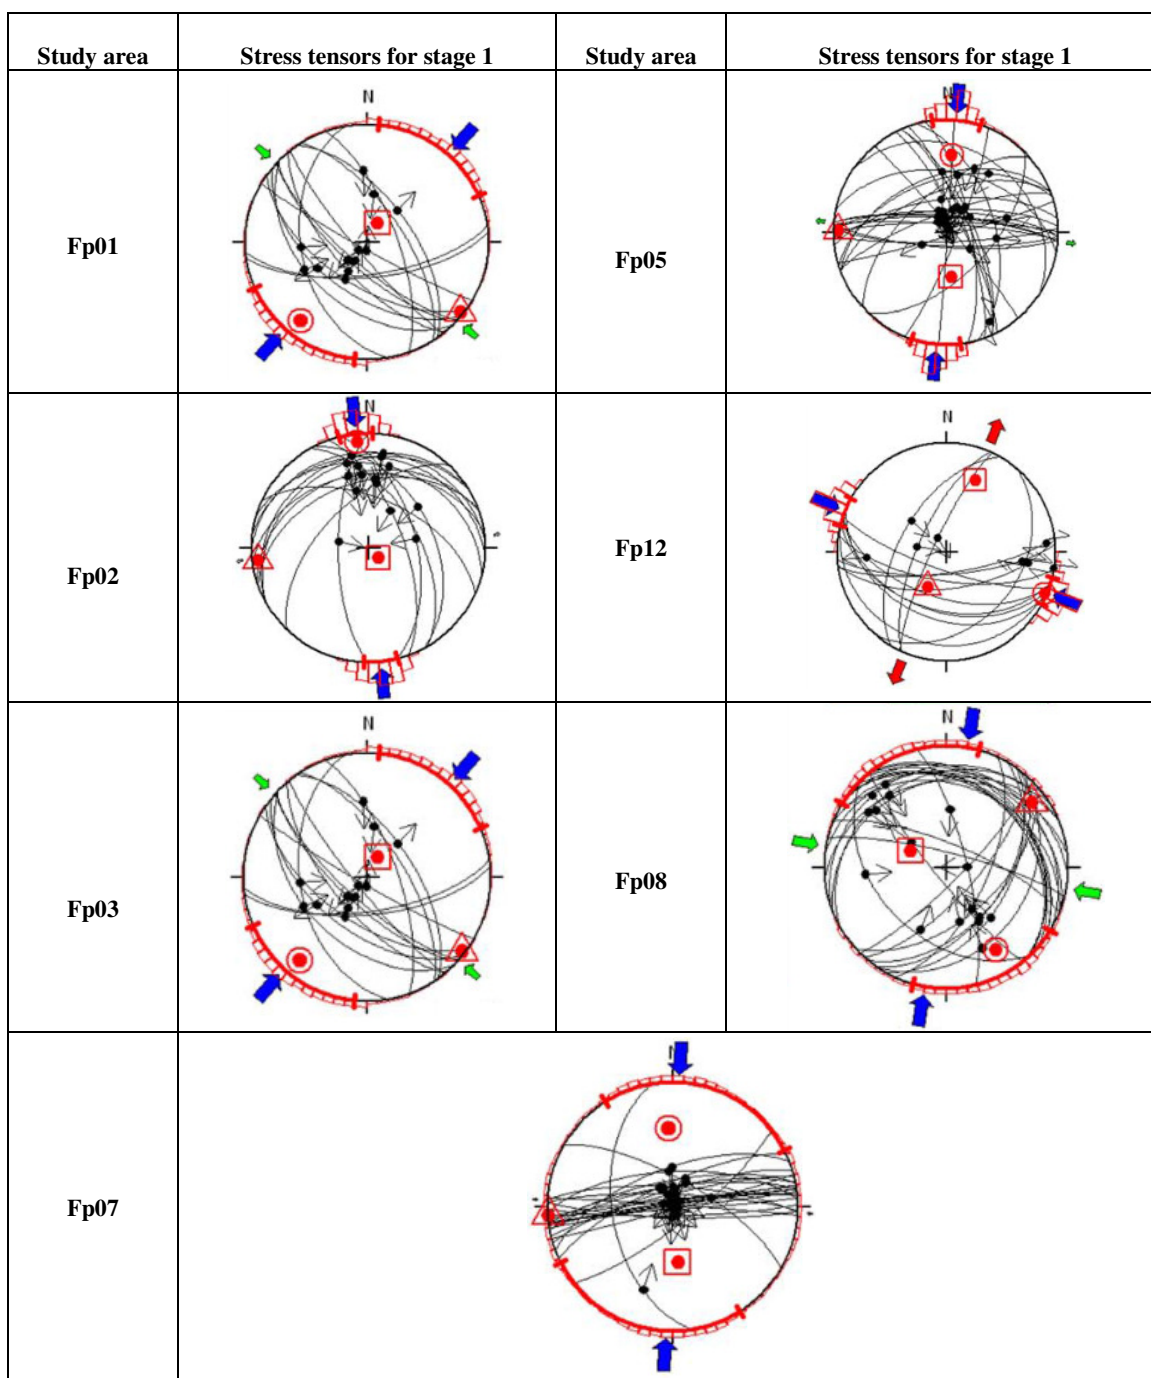 Study area Stress tensors for stage 1 Study area Stress tensors for stage 1
N N
Fp01 Fp05
N N
Fp02 Fp12
N N
Fp03 Fp08
N
Fp07